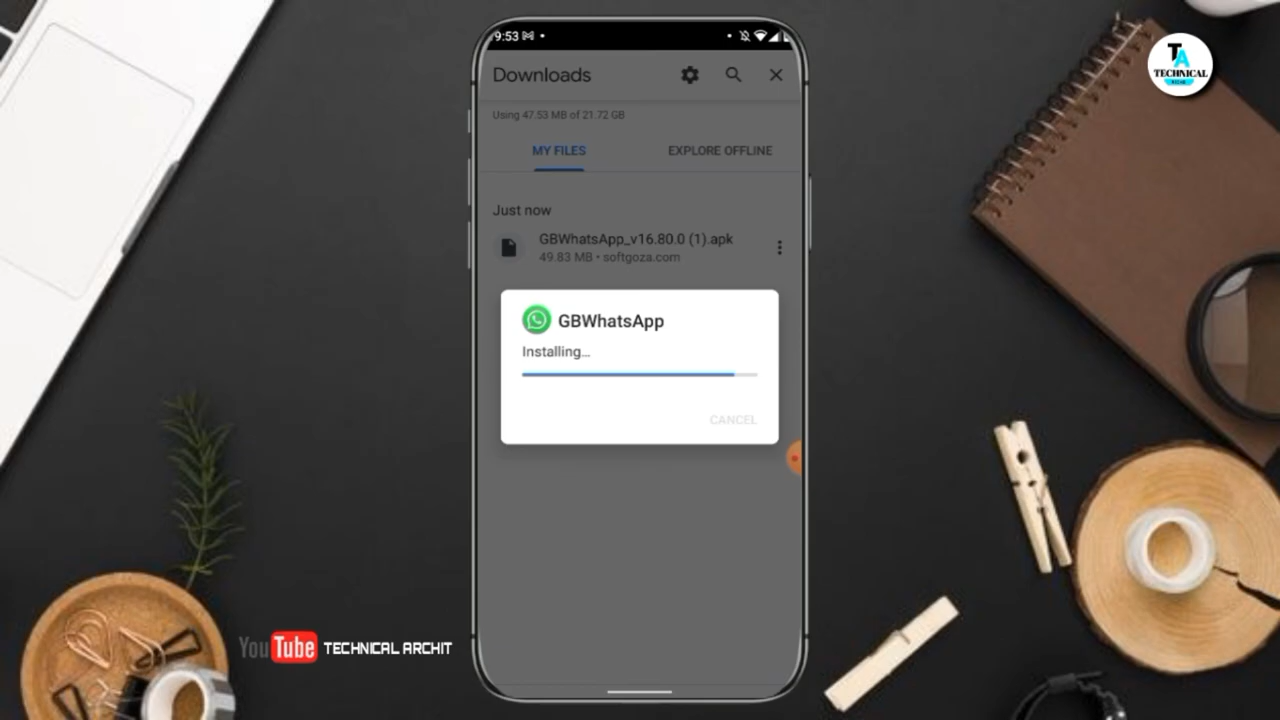 9:53
Downloads
Using 47.53 MB of 21.72 GB
MY FILES
EXPLORE OFFLINE
Just now
GBWhatsApp_v16.80.0 (1).apk
49.83 MB • softgoza.com
GBWhatsApp
Installing...
CANCEL
TA
TECHNICAL
YouTube TECHNICAL ARCHIT